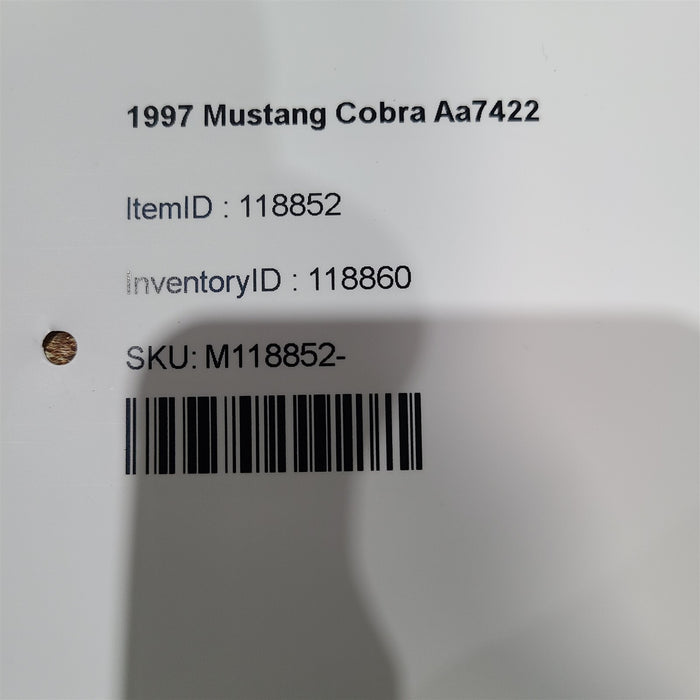 1997 Mustang Cobra Aa7422
ItemID : 118852
InventoryID : 118860
SKU: M118852-